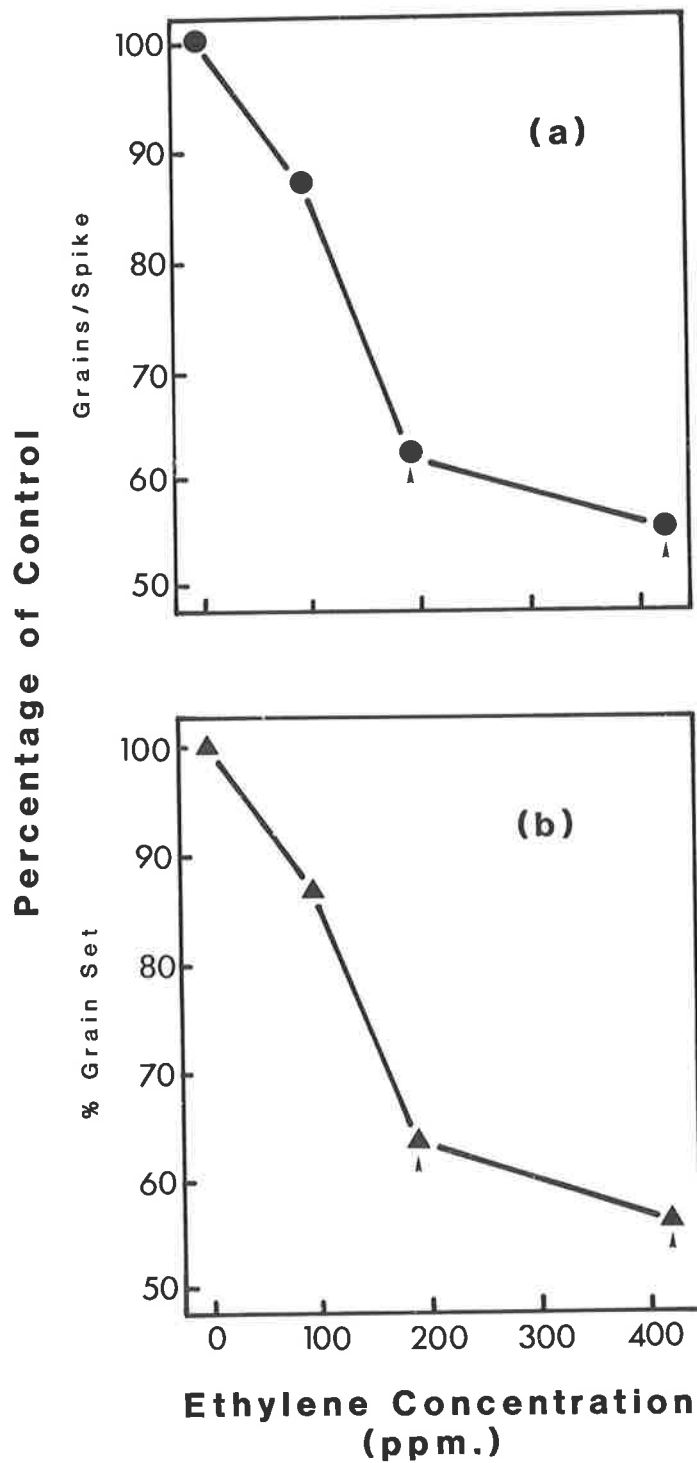 Percentage of Control
Grains/Spike
100
90
80
70
60
50
(a)
% Grain Set
100
90
80
70
60
50
(b)
0 100 200 300 400
Ethylene Concentration
(ppm.)